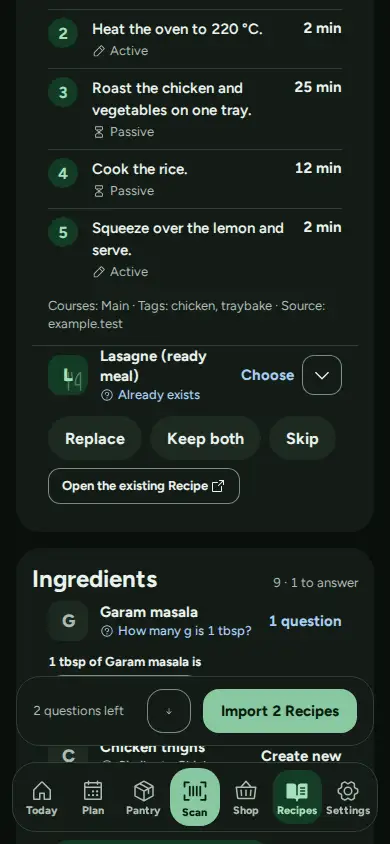 2
Heat the oven to 220 °C.
2 min
Active
3
Roast the chicken and
25 min
vegetables on one tray.
Passive
4
Cook the rice.
12 min
Passive
5
Squeeze over the lemon and
2 min
serve.
Active
Courses: Main · Tags: chicken, traybake · Source:
example.test
L
Lasagne (ready
meal)
Choose
Already exists
Replace
Keep both
Skip
Open the existing Recipe
Ingredients
9 · 1 to answer
G
Garam masala
1 question
How many g is 1 tbsp?
1 tbsp of Garam masala is
2 questions left
Import 2 Recipes
C
Chicken thighs
Create new
Today
Plan
Pantry
Scan
Shop
Recipes
Settings